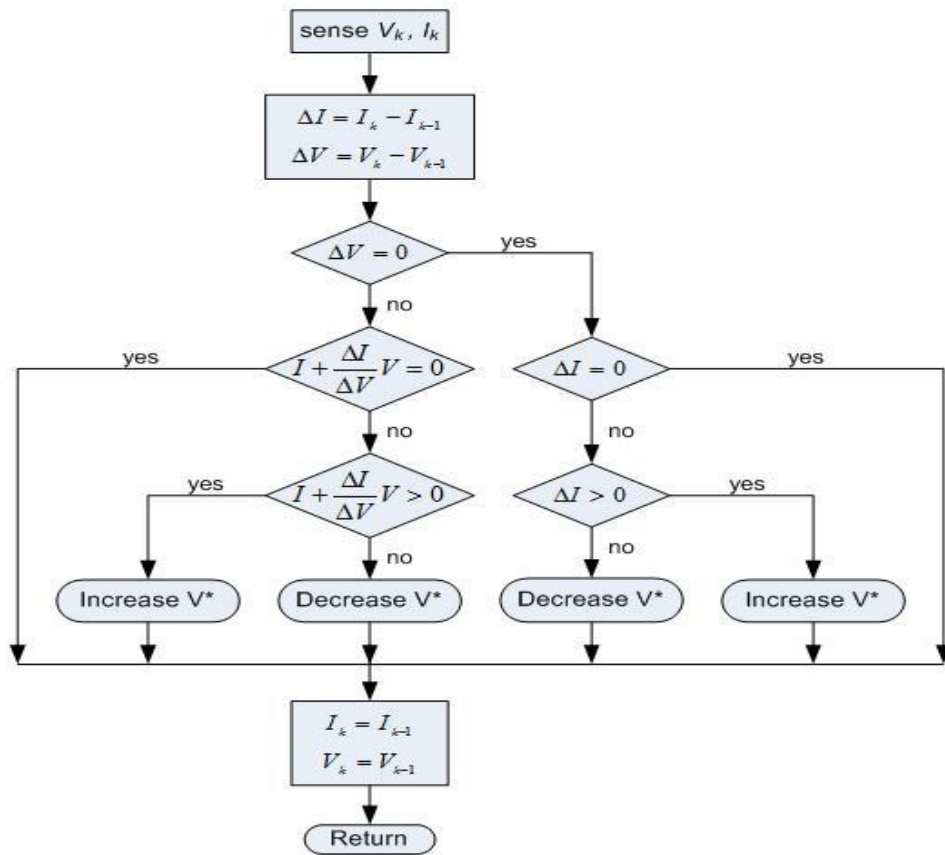 sense Vₖ, Iₖ
ΔI = Iₖ − Iₖ₋₁
ΔV = Vₖ − Vₖ₋₁
ΔV = 0
yes
no
yes
I + ΔI/ΔV V = 0
ΔI = 0
yes
no
no
yes
I + ΔI/ΔV V > 0
ΔI > 0
yes
no
no
Increase V*
Decrease V*
Decrease V*
Increase V*
Iₖ = Iₖ₋₁
Vₖ = Vₖ₋₁
Return